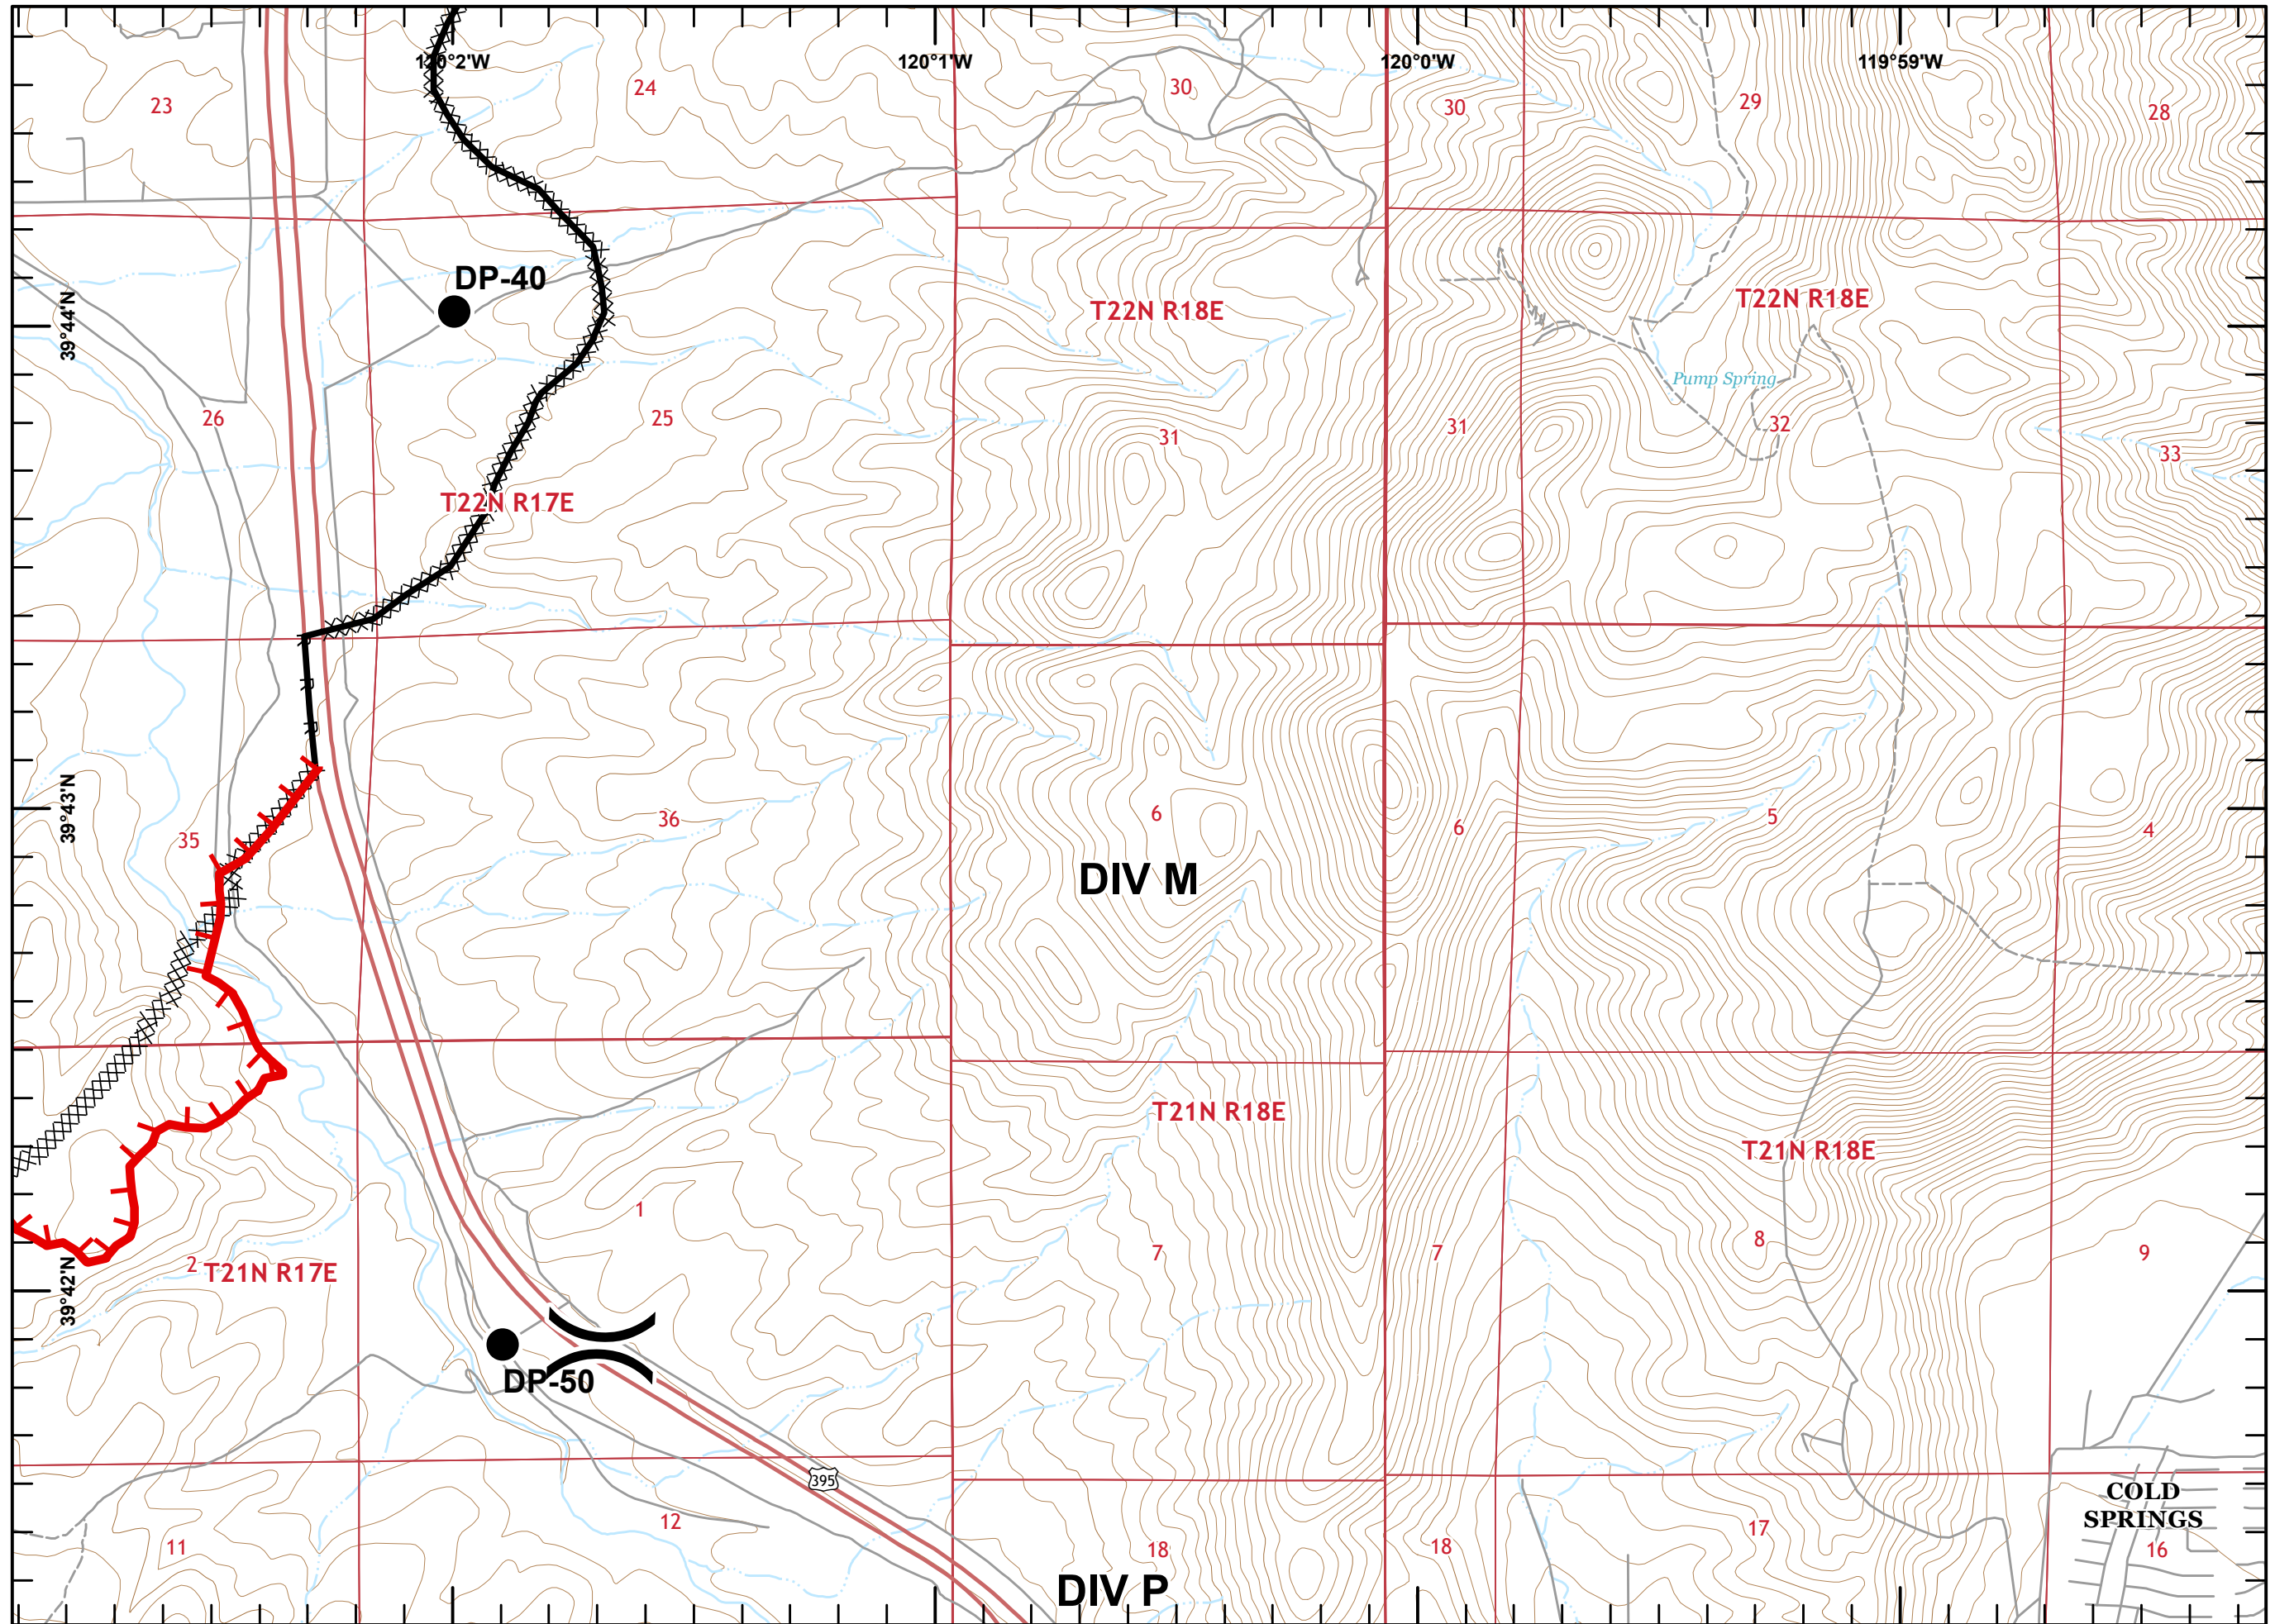 120°2'W
120°1'W
120°0'W
119°59'W
23
24
30
30
29
28
DP-40
T22N R18E
T22N R18E
39°44'N
Pump Spring
26
25
31
31
32
33
T22N R17E
R
R
39°43'N
35
36
6
6
5
4
DIV M
T21N R18E
T21N R18E
1
7
7
8
9
2
T21N R17E
39°42'N
DP-50
395
COLD
SPRINGS
11
12
18
18
17
16
DIV P